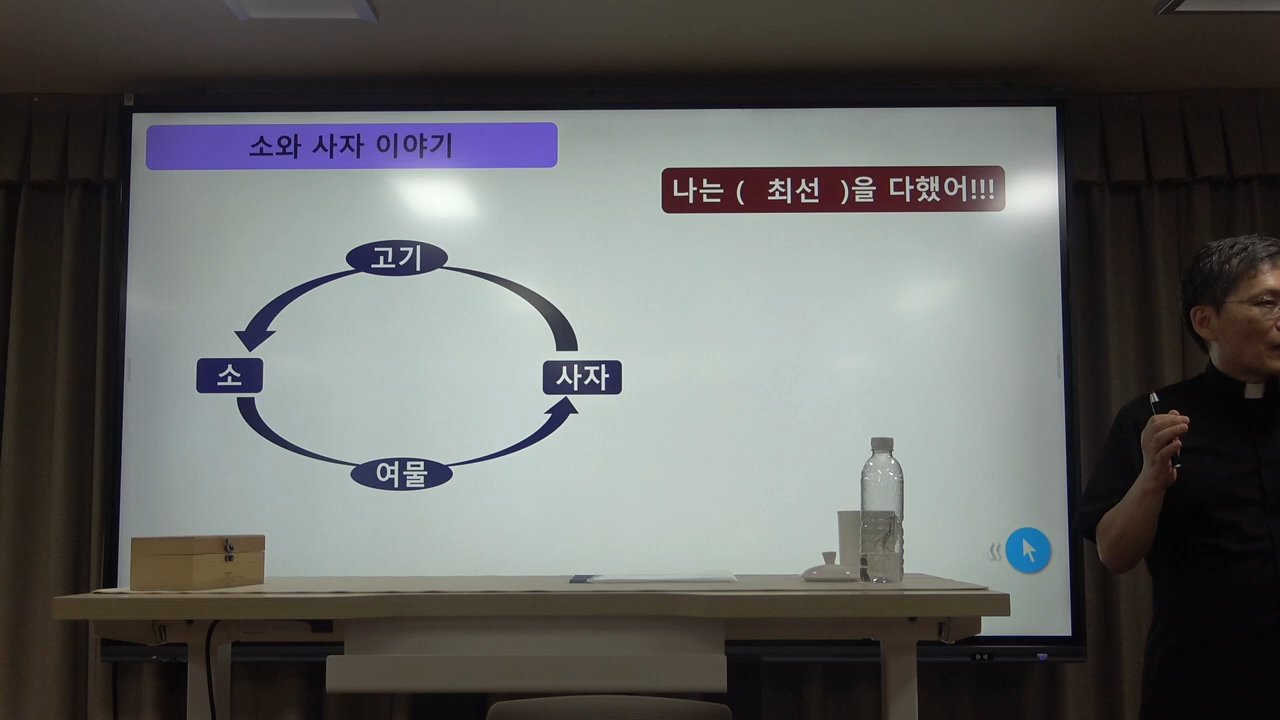 소와 사자 이야기
나는 ( 최선 )을 다했어!!!
고기
소
사자
여물